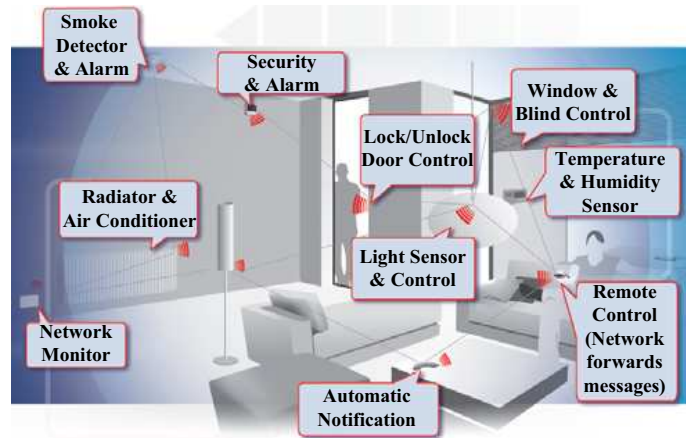 Smoke
Detector
& Alarm
Security
& Alarm
Window &
Blind Control
Lock/Unlock
Door Control
Temperature
& Humidity
Sensor
Radiator &
Air Conditioner
Light Sensor
& Control
Remote
Control
(Network
forwards
messages)
Network
Monitor
Automatic
Notification